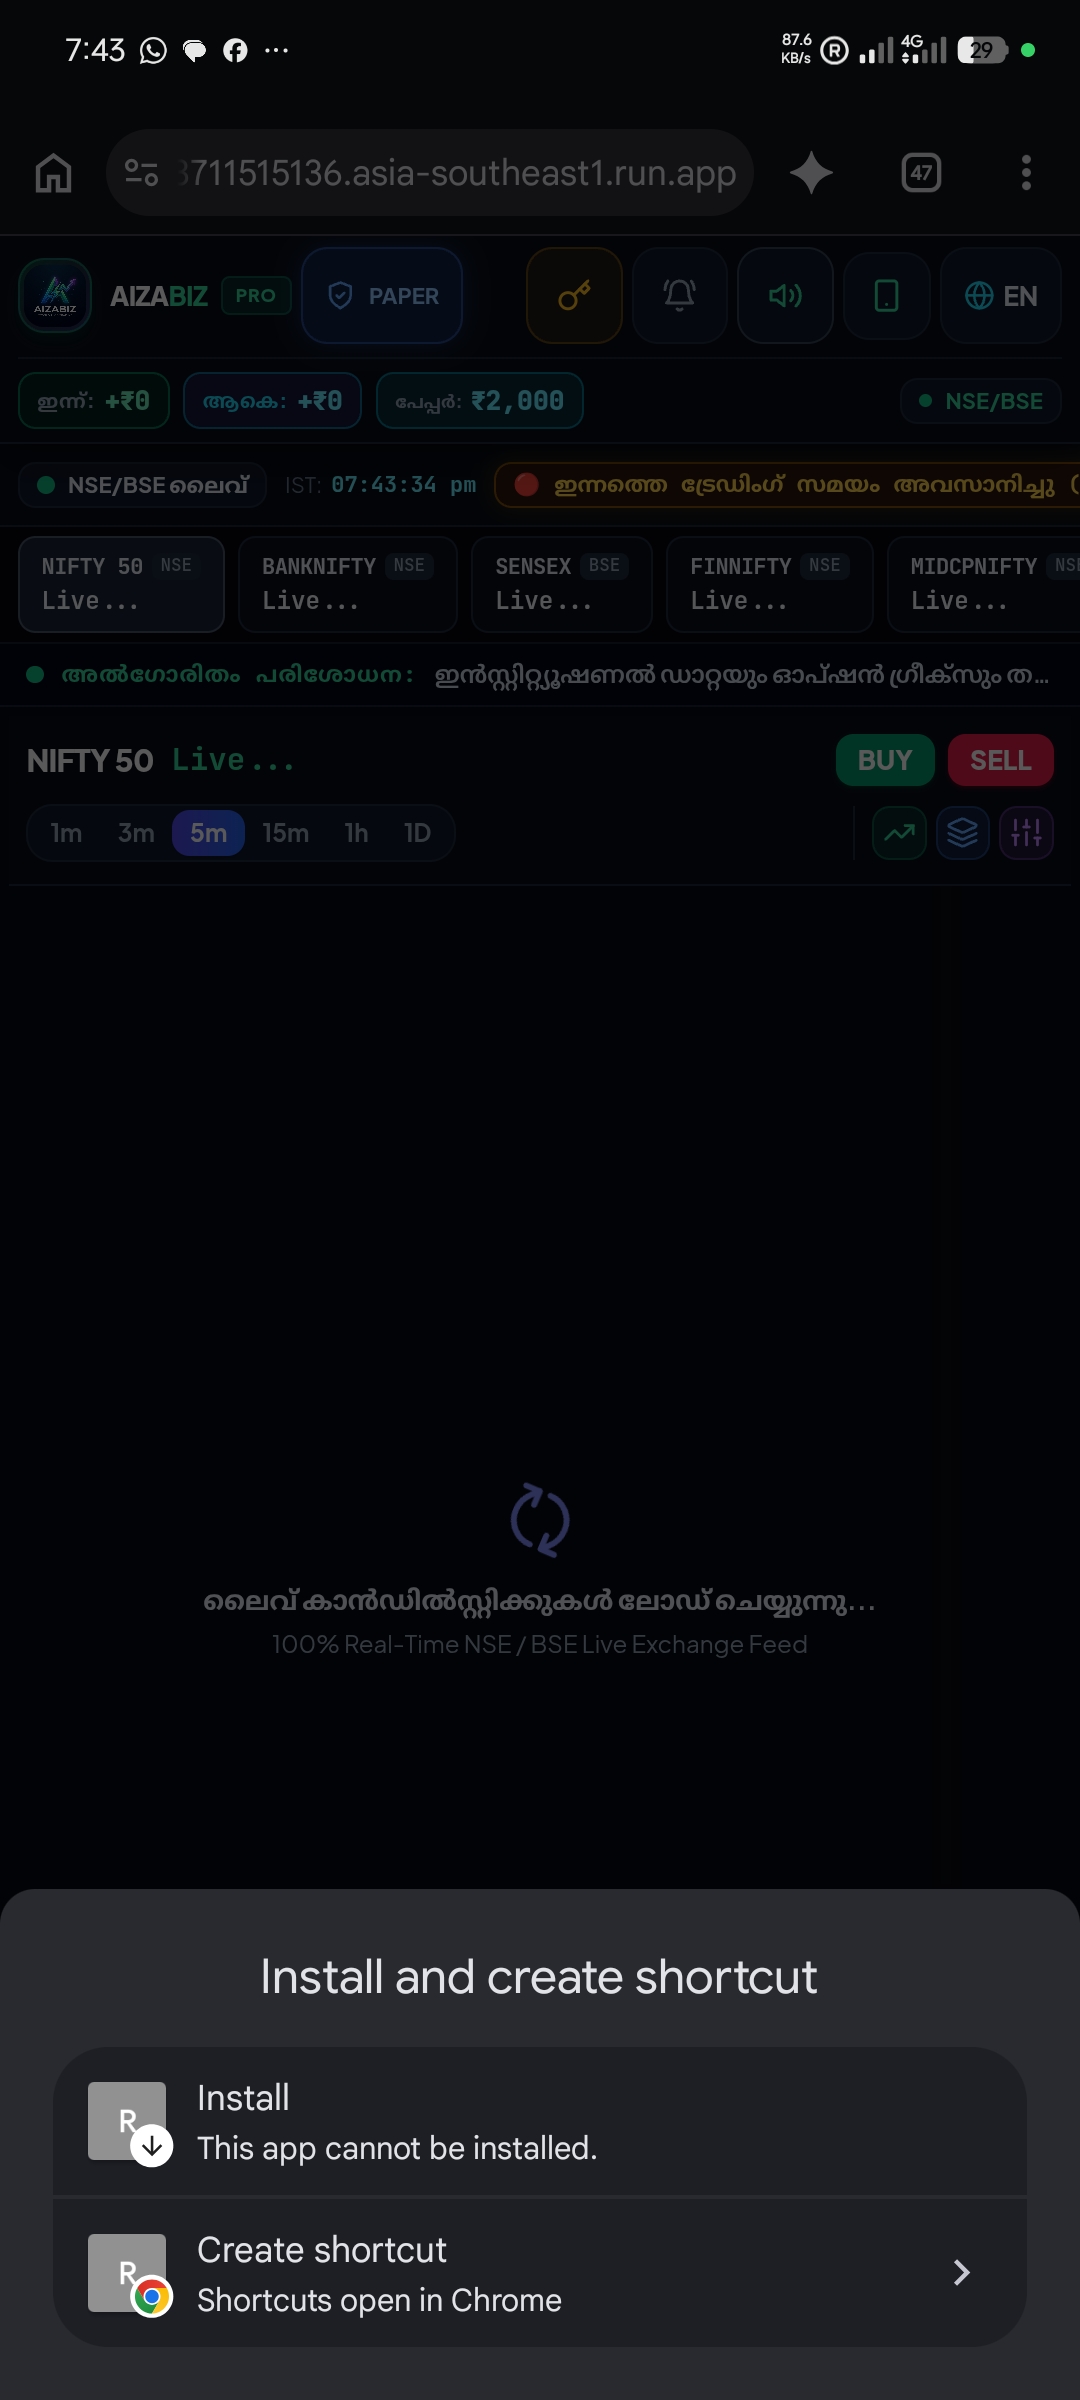 7:43
87.6 KB/s R 4G 29
3711515136.asia-southeast1.run.app
47
AIZABIZ
AIZABIZ PRO PAPER EN
ഇന്ന്: +₹0 ആകെ: +₹0 പേപ്പർ: ₹2,000 NSE/BSE
NSE/BSE ലൈവ് IST: 07:43:34 pm ഇന്നത്തെ ട്രേഡിംഗ് സമയം അവസാനിച്ചു (
NIFTY 50 NSE BANKNIFTY NSE SENSEX BSE FINNIFTY NSE MIDCPNIFTY NSE
Live... Live... Live... Live... Live...
അൽഗോരിതം പരിശോധന: ഇൻസ്റ്റിറ്റ്യൂഷണൽ ഡാറ്റയും ഓപ്ഷൻ ഗ്രീക്സും ത...
NIFTY 50 Live... BUY SELL
1m 3m 5m 15m 1h 1D
ലൈവ് കാൻഡിൽസ്റ്റിക്കുകൾ ലോഡ് ചെയ്യുന്നു...
100% Real-Time NSE / BSE Live Exchange Feed
Install and create shortcut
R
Install
This app cannot be installed.
R
Create shortcut
Shortcuts open in Chrome